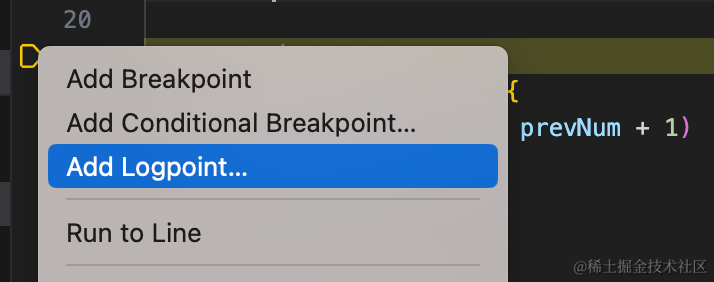 20
Add Breakpoint
{
Add Conditional Breakpoint...
prevNum + 1)
Add Logpoint...
Run to Line
@稀土掘金技术社区